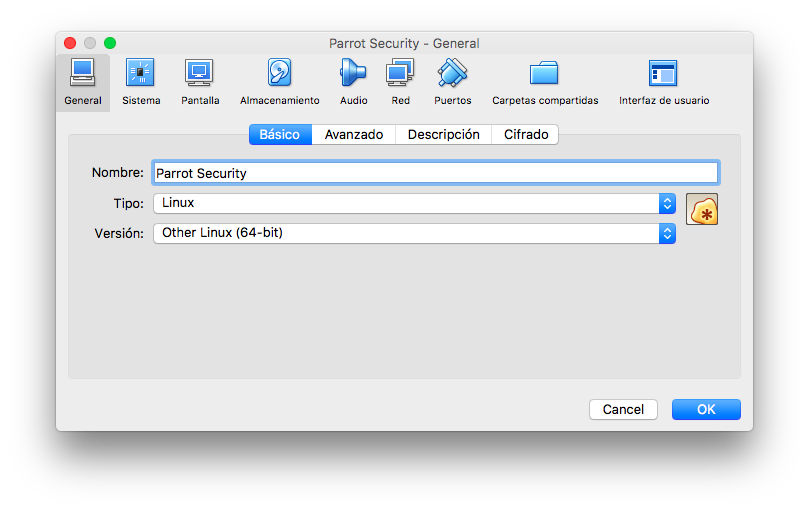 Parrot Security - General
General Sistema Pantalla Almacenamiento Audio Red Puertos Carpetas compartidas Interfaz de usuario
Básico Avanzado Descripción Cifrado
Nombre: Parrot Security
Tipo: Linux
Versión: Other Linux (64-bit)
Cancel OK